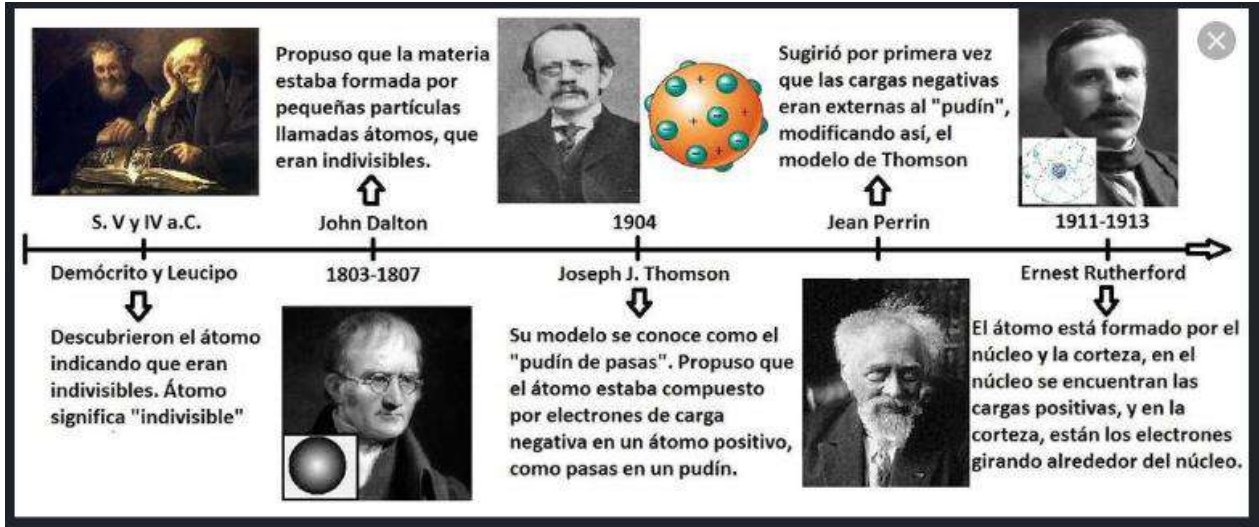 Propuso que la materia
estaba formada por
pequeñas partículas
llamadas átomos, que
eran indivisibles.
Sugirió por primera vez
que las cargas negativas
eran externas al "pudín",
modificando así, el
modelo de Thomson
S. V y IV a.C.
John Dalton
1904
Jean Perrin
1911-1913
Demócrito y Leucipo
1803-1807
Joseph J. Thomson
Ernest Rutherford
Descubrieron el átomo
indicando que eran
indivisibles. Átomo
significa "indivisible"
Su modelo se conoce como el
"pudín de pasas". Propuso que
el átomo estaba compuesto
por electrones de carga
negativa en un átomo positivo,
como pasas en un pudín.
El átomo está formado por el
núcleo y la corteza, en el
núcleo se encuentran las
cargas positivas, y en la
corteza, están los electrones
girando alrededor del núcleo.